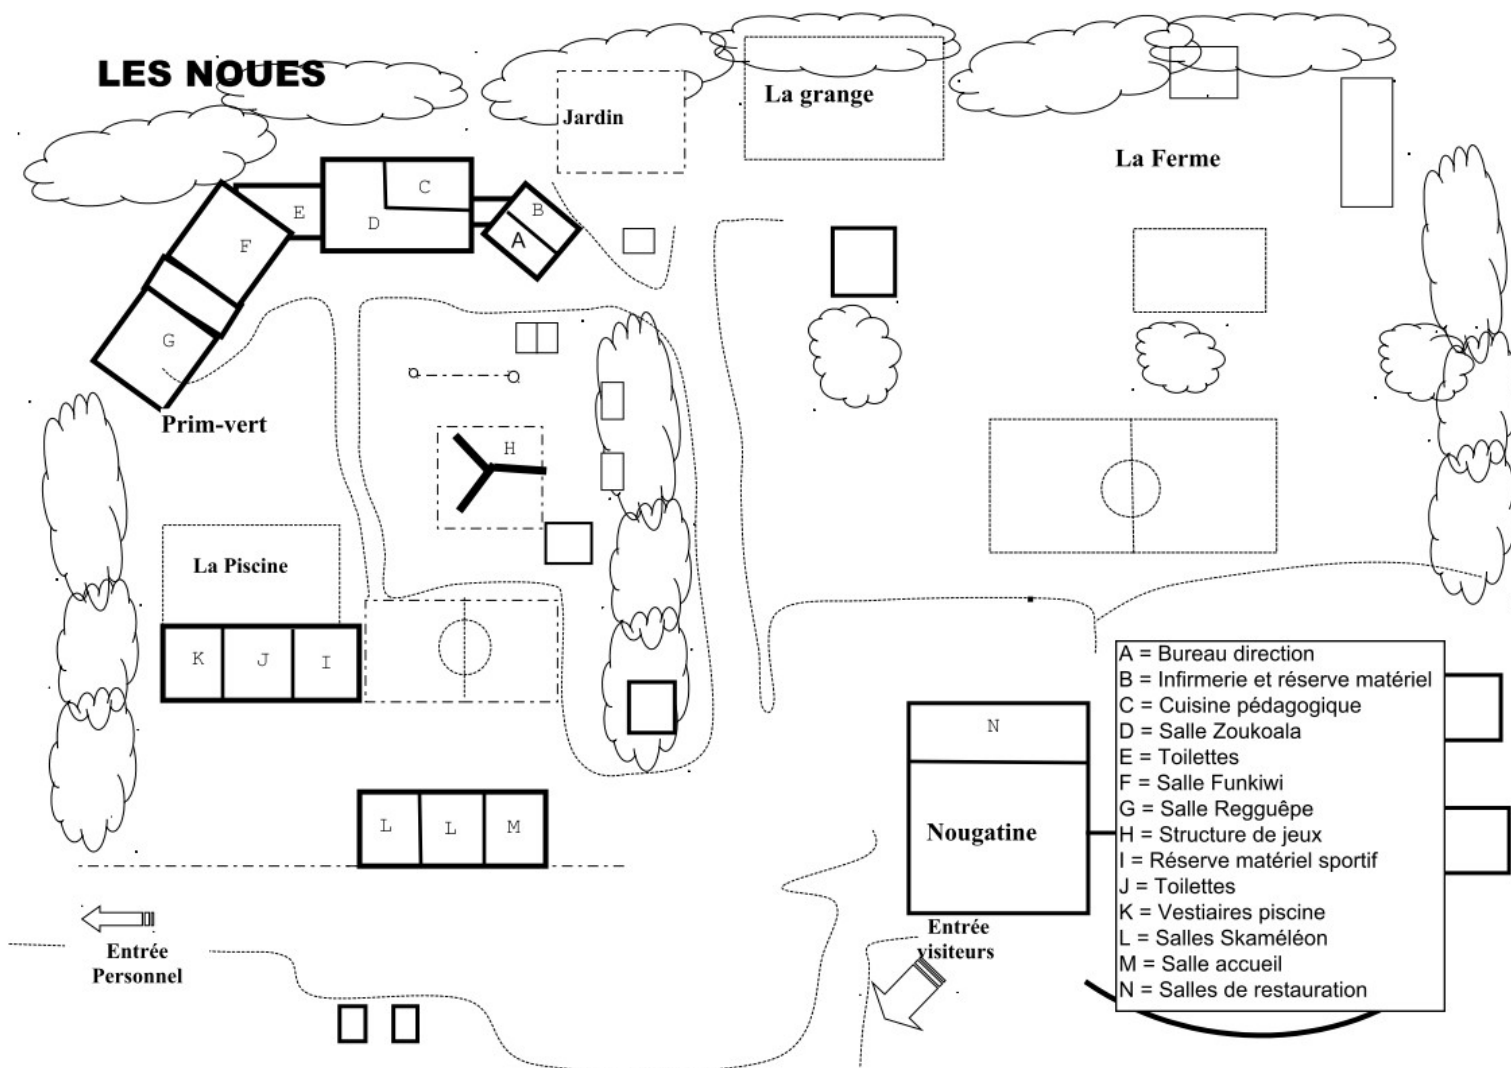 LES NOUES
Jardin
La grange
La Ferme
C
B
E
D
A
F
G
Prim-vert
H
La Piscine
K
J
I
L
L
M
N
Nougatine
A = Bureau direction
B = Infirmerie et réserve matériel
C = Cuisine pédagogique
D = Salle Zoukoala
E = Toilettes
F = Salle Funkiwi
G = Salle Regguêpe
H = Structure de jeux
I = Réserve matériel sportif
J = Toilettes
K = Vestiaires piscine
L = Salles Skaméléon
M = Salle accueil
N = Salles de restauration
Entrée
Personnel
Entrée
visiteurs